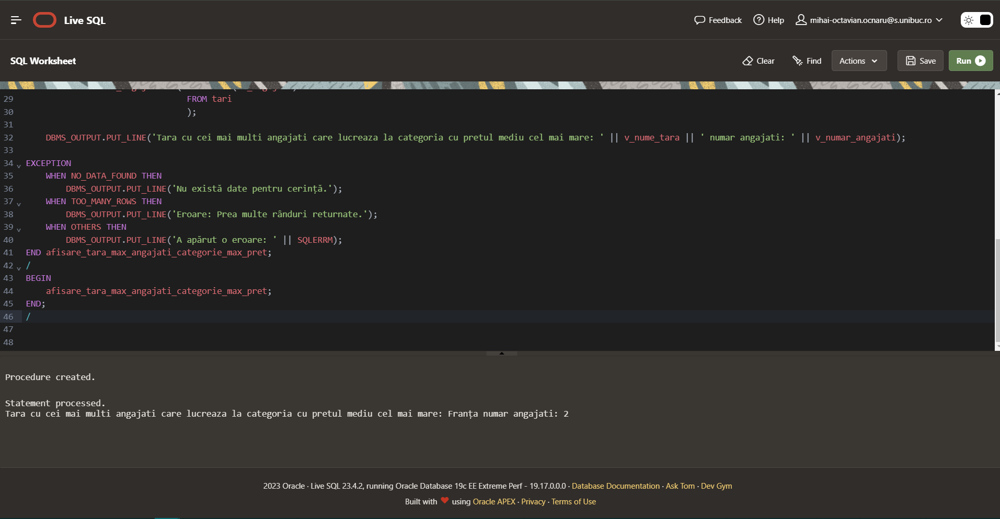 Live SQL
Feedback
Help
mihai-octavian.ocnaru@s.unibuc.ro
SQL Worksheet
Clear
Find
Actions
Save
Run
29 FROM tari
30 );
31
32 DBMS_OUTPUT.PUT_LINE('Tara cu cei mai multi angajati care lucreaza la categoria cu pretul mediu cel mai mare: ' || v_nume_tara || ' numar angajati: ' || v_numar_angajati);
33
34 EXCEPTION
35 WHEN NO_DATA_FOUND THEN
36 DBMS_OUTPUT.PUT_LINE('Nu există date pentru cerință.');
37 WHEN TOO_MANY_ROWS THEN
38 DBMS_OUTPUT.PUT_LINE('Eroare: Prea multe rânduri returnate.');
39 WHEN OTHERS THEN
40 DBMS_OUTPUT.PUT_LINE('A apărut o eroare: ' || SQLERRM);
41 END afisare_tara_max_angajati_categorie_max_pret;
42 /
43 BEGIN
44 afisare_tara_max_angajati_categorie_max_pret;
45 END;
46 /
47
48
Procedure created.
Statement processed.
Tara cu cei mai multi angajati care lucreaza la categoria cu pretul mediu cel mai mare: Franța numar angajati: 2
2023 Oracle · Live SQL 23.4.2, running Oracle Database 19c EE Extreme Perf - 19.17.0.0.0 · Database Documentation · Ask Tom · Dev Gym
Built with ❤ using Oracle APEX · Privacy · Terms of Use